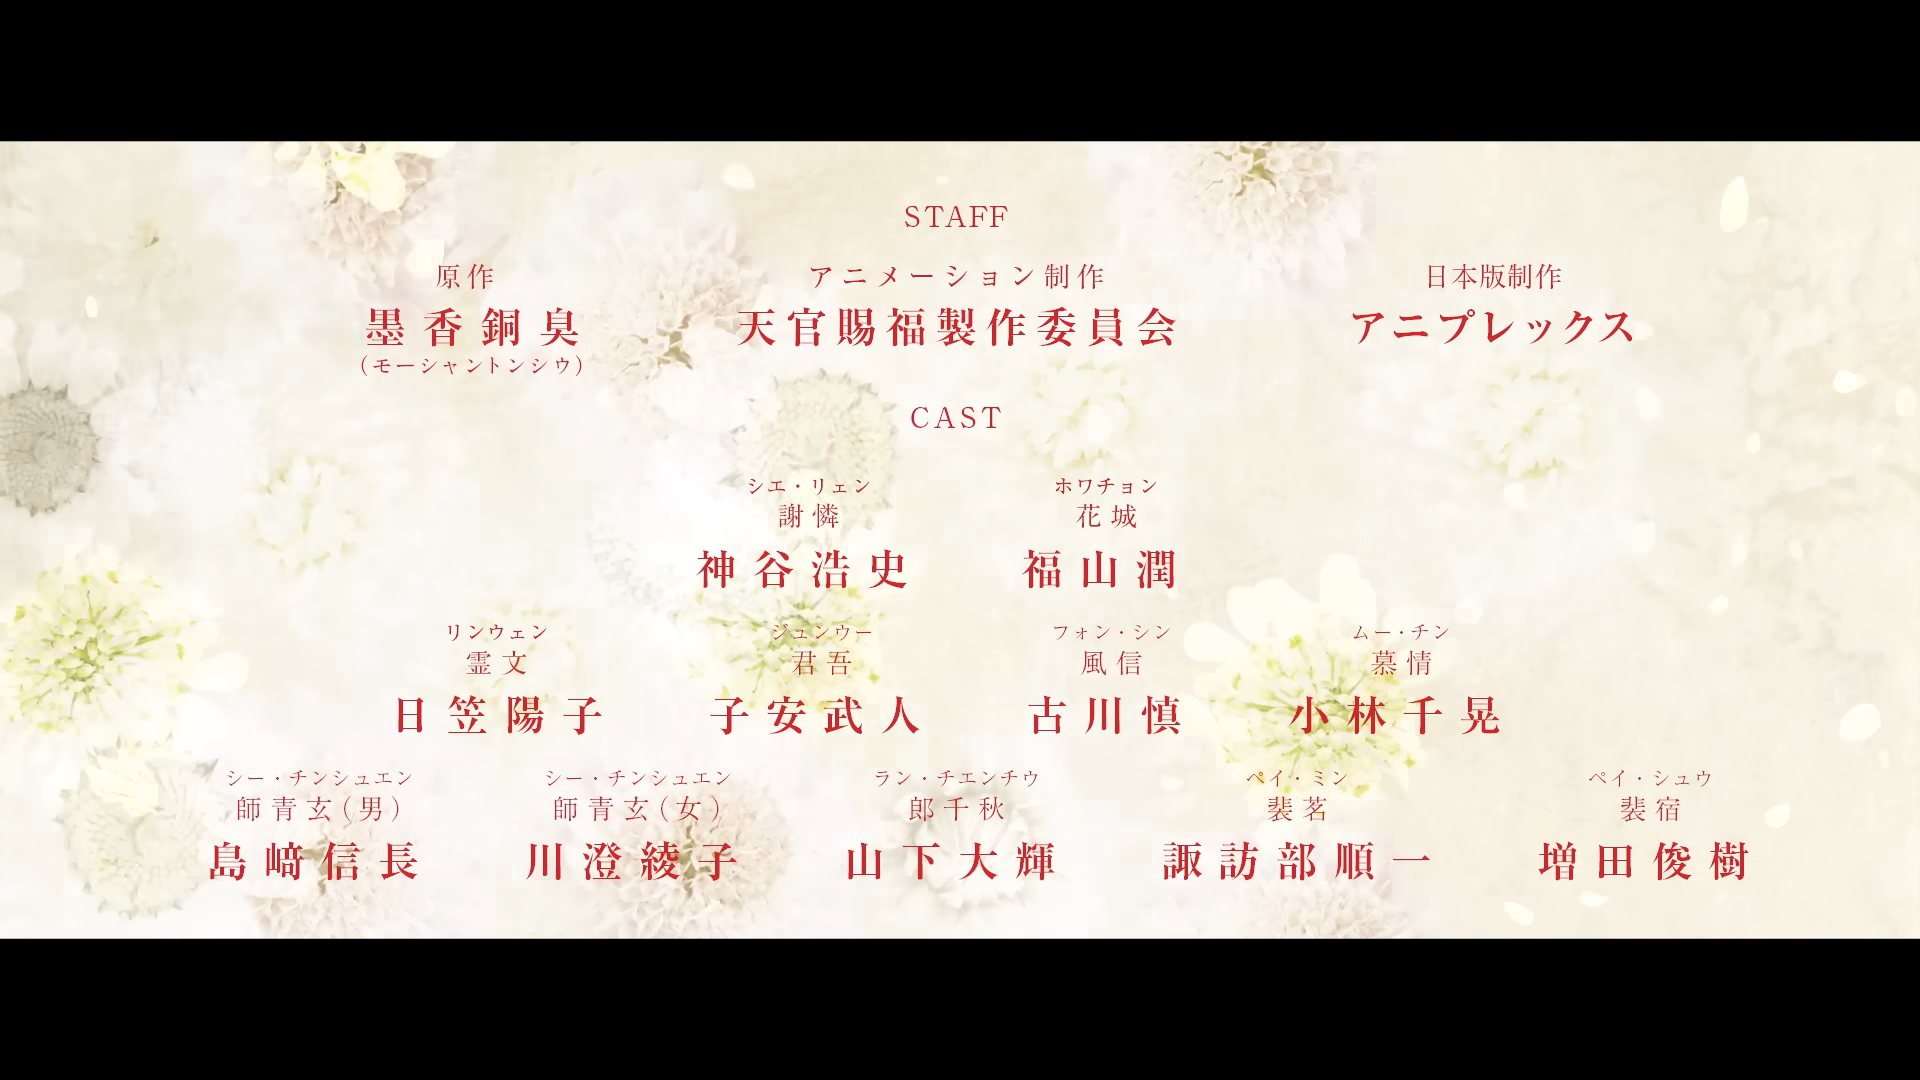 STAFF
原作
墨香銅臭
(モーシャントンシウ)
アニメーション制作
天官賜福製作委員会
日本版制作
アニプレックス
CAST
シエ・リェン
謝憐
神谷浩史
ホワチョン
花城
福山潤
リンウェン
霊文
日笠陽子
ジュンウー
君吾
子安武人
フォン・シン
風信
古川慎
ムー・チン
慕情
小林千晃
シー・チンシュエン
師青玄(男)
島﨑信長
シー・チンシュエン
師青玄(女)
川澄綾子
ラン・チエンチウ
郎千秋
山下大輝
ペイ・ミン
裴茗
諏訪部順一
ペイ・シュウ
裴宿
増田俊樹